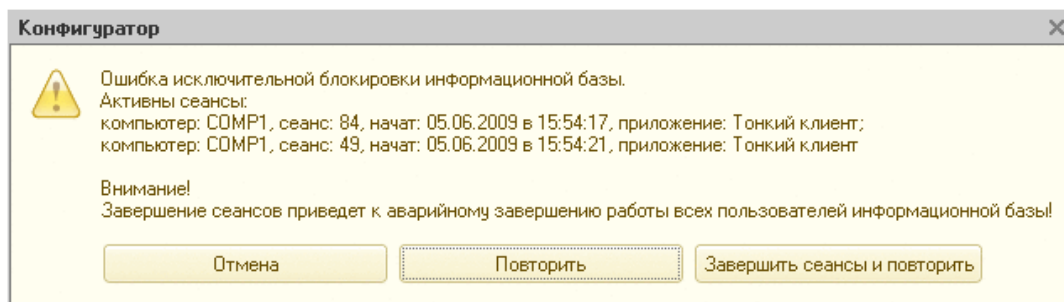 Конфигуратор
Ошибка исключительной блокировки информационной базы.
Активны сеансы:
компьютер: COMP1, сеанс: 84, начат: 05.06.2009 в 15:54:17, приложение: Тонкий клиент;
компьютер: COMP1, сеанс: 49, начат: 05.06.2009 в 15:54:21, приложение: Тонкий клиент
Внимание!
Завершение сеансов приведет к аварийному завершению работы всех пользователей информационной базы!
Отмена Повторить Завершить сеансы и повторить